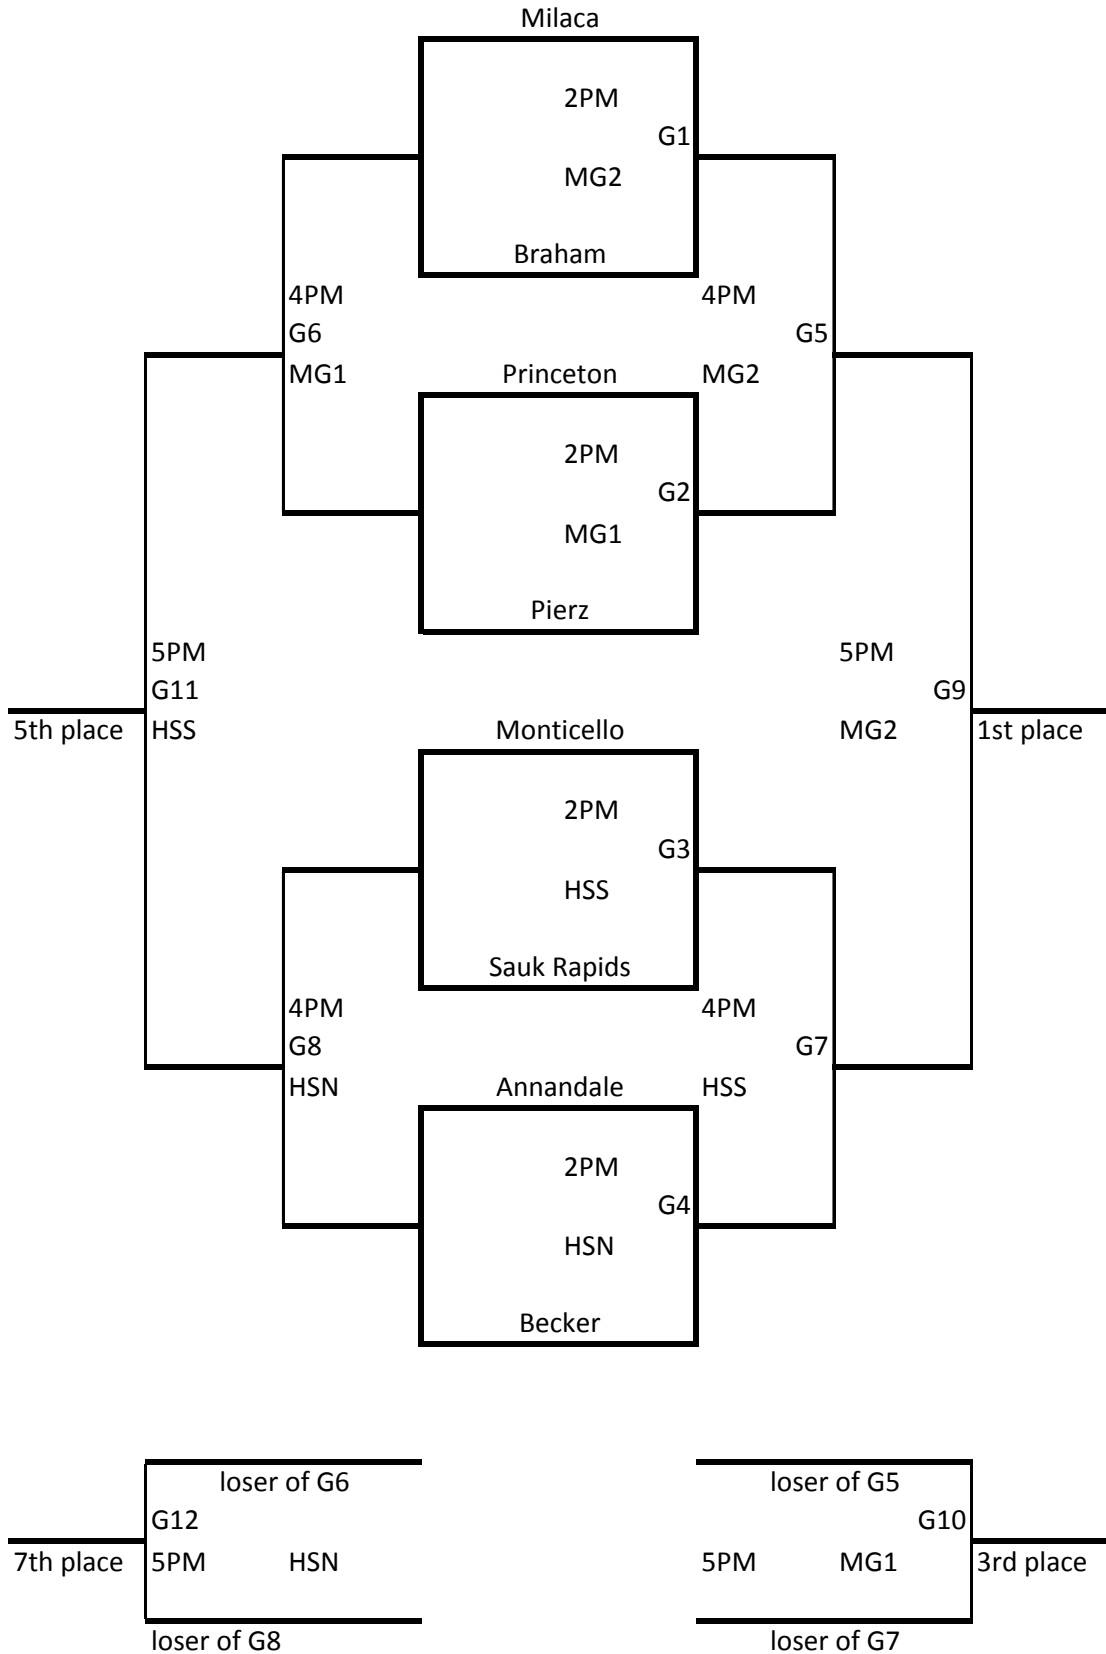 Milaca
2PM
G1
MG2
Braham
4PM
4PM
G6
G5
MG1
Princeton
MG2
2PM
G2
MG1
Pierz
5PM
5PM
G11
G9
5th place
HSS
Monticello
MG2
1st place
2PM
G3
HSS
Sauk Rapids
4PM
4PM
G8
G7
HSN
Annandale
HSS
2PM
G4
HSN
Becker
loser of G6
loser of G5
G12
G10
7th place
5PM
HSN
5PM
MG1
3rd place
loser of G8
loser of G7